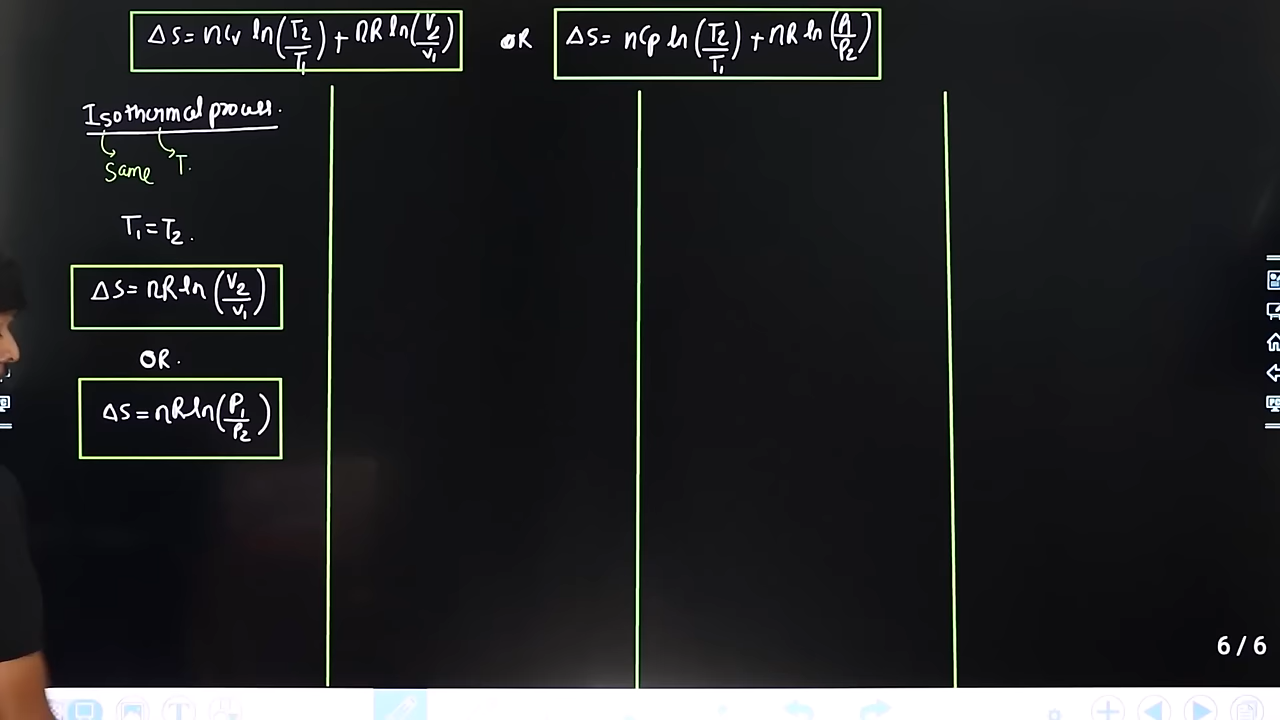 ΔS = nCv ln(T2/T1) + nR ln(V2/V1) OR ΔS = nCp ln(T2/T1) + nR ln(P1/P2)
Isothermal process.
Same T.
T1 = T2.
ΔS = nR ln(V2/V1)
OR.
ΔS = nR ln(P1/P2)
6 / 6